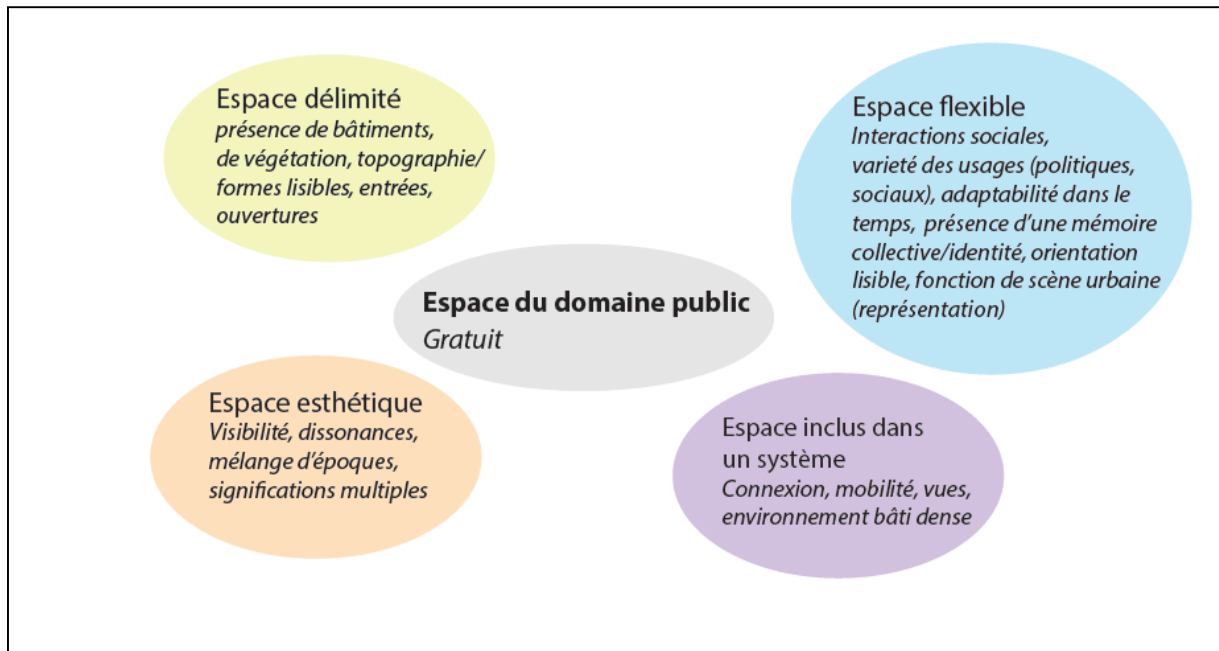 Espace délimité
présence de bâtiments,
de végétation, topographie/
formes lisibles, entrées,
ouvertures
Espace flexible
Interactions sociales,
varieté des usages (politiques,
sociaux), adaptabilité dans le
temps, présence d'une mémoire
collective/identité, orientation
lisible, fonction de scène urbaine
(représentation)
Espace du domaine public
Gratuit
Espace esthétique
Visibilité, dissonances,
mélange d'époques,
significations multiples
Espace inclus dans
un système
Connexion, mobilité, vues,
environnement bâti dense